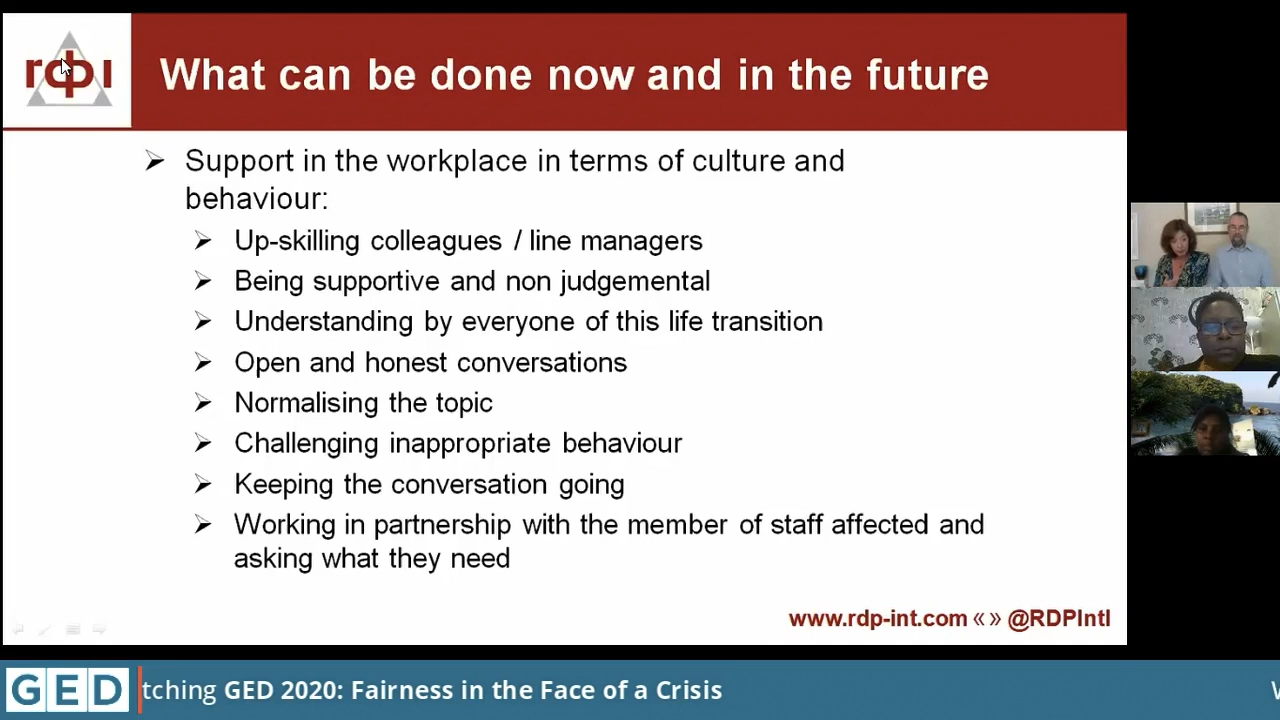 rdpi
What can be done now and in the future
Support in the workplace in terms of culture and
behaviour:
Up-skilling colleagues / line managers
Being supportive and non judgemental
Understanding by everyone of this life transition
Open and honest conversations
Normalising the topic
Challenging inappropriate behaviour
Keeping the conversation going
Working in partnership with the member of staff affected and
asking what they need
www.rdp-int.com «» @RDPIntl
GED
tching GED 2020: Fairness in the Face of a Crisis
W